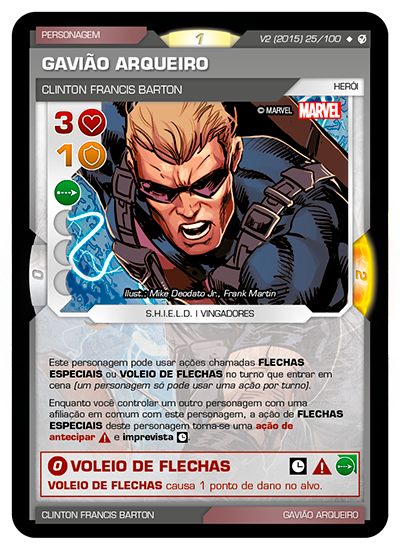 PERSONAGEM
1
V2 (2015) 25/100
GAVIÃO ARQUEIRO
CLINTON FRANCIS BARTON
HERÓI
3
© MARVEL
MARVEL
1
0
2
Ilust.: Mike Deodato Jr., Frank Martin
S.H.I.E.L.D. | VINGADORES
Este personagem pode usar ações chamadas FLECHAS
ESPECIAIS ou VOLEIO DE FLECHAS no turno que entrar em
cena (um personagem só pode usar uma ação por turno).
Enquanto você controlar um outro personagem com uma
afiliação em comum com este personagem, a ação de FLECHAS
ESPECIAIS deste personagem torna-se uma ação de
antecipar e imprevista.
0 VOLEIO DE FLECHAS
VOLEIO DE FLECHAS causa 1 ponto de dano no alvo.
CLINTON FRANCIS BARTON
GAVIÃO ARQUEIRO